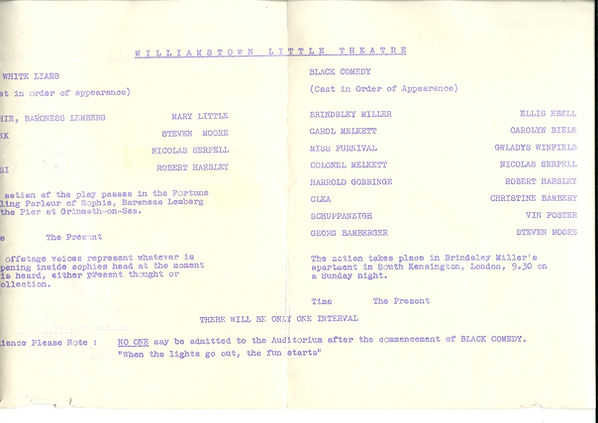 WILLIAMSTOWN LITTLE THEATRE
WHITE LIARS
st in order of appearance)
HIE, BARONESS LEMBERG MARY LITTLE
NK STEVEN MOORE
NICOLAS SERPELL
SI ROBERT HARSLEY
action of the play passes in the Fortune
ling Parlour of Sophie, Baroness Lemberg
the Pier at Grinmoth-on-Sea.
e The Present
offstage voices represent whatever is
pening inside sophies head at the moment
is heard, either present thought or
ollection.
BLACK COMEDY
(Cast in Order of Appearance)
BRINDSLEY MILLER ELLIS EBELL
CAROL MELKETT CAROLYN BIELE
MISS FURNIVAL GWLADYS WINFIELD
COLONEL MELKETT NICOLAS SERPELL
HARROLD GORRINGE ROBERT HARSLEY
CLEA CHRISTINE BAMBERY
SCHUPPANZIGH VIN FOSTER
GEORG BAMBERGER STEVEN MOORE
The action takes place in Brindsley Miller's
apartment in South Kensington, London, 9.30 on
a Sunday night.
Time The Present
THERE WILL BE ONLY ONE INTERVAL
ience Please Note : NO ONE may be admitted to the Auditorium after the commencement of BLACK COMEDY.
"When the lights go out, the fun starts"